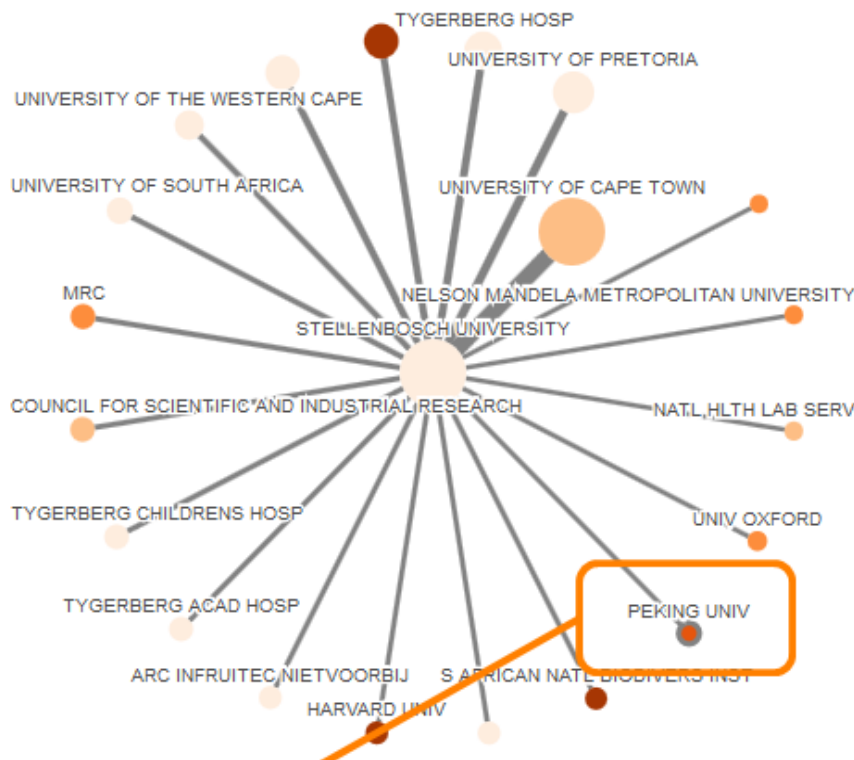 TYGERBERG HOSP
UNIVERSITY OF PRETORIA
UNIVERSITY OF THE WESTERN CAPE
UNIVERSITY OF SOUTH AFRICA
UNIVERSITY OF CAPE TOWN
MRC
NELSON MANDELA METROPOLITAN UNIVERSITY
STELLENBOSCH UNIVERSITY
COUNCIL FOR SCIENTIFIC AND INDUSTRIAL RESEARCH
NATL HLTH LAB SERV
TYGERBERG CHILDRENS HOSP
UNIV OXFORD
TYGERBERG ACAD HOSP
PEKING UNIV
ARC INFRUITEC NIETVOORBIJ
S AFRICAN NATL BIODIVERS INST
HARVARD UNIV